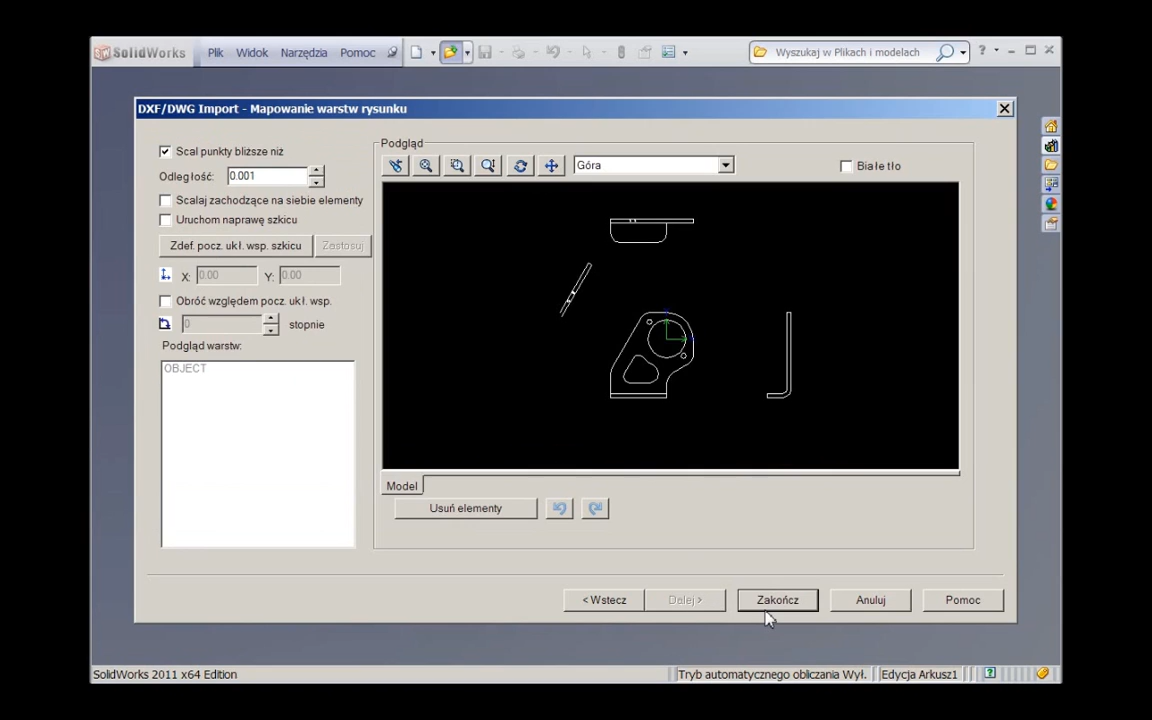 SolidWorks Plik Widok Narzędzia Pomoc Wyszukaj w Plikach i modelach ?
DXF/DWG Import - Mapowanie warstw rysunku
Scal punkty bliższe niż
Odległość: 0.001
Scalaj zachodzące na siebie elementy
Uruchom naprawę szkicu
Zdef. pocz. ukł. wsp. szkicu Zastosuj
X: 0.00 Y: 0.00
Obróć względem pocz. ukł. wsp.
0 stopnie
Podgląd warstw:
OBJECT
Podgląd
Góra
Białe tło
Model
Usuń elementy
< Wstecz Dalej > Zakończ Anuluj Pomoc
SolidWorks 2011 x64 Edition Tryb automatycznego obliczania Wył. Edycja Arkusz1